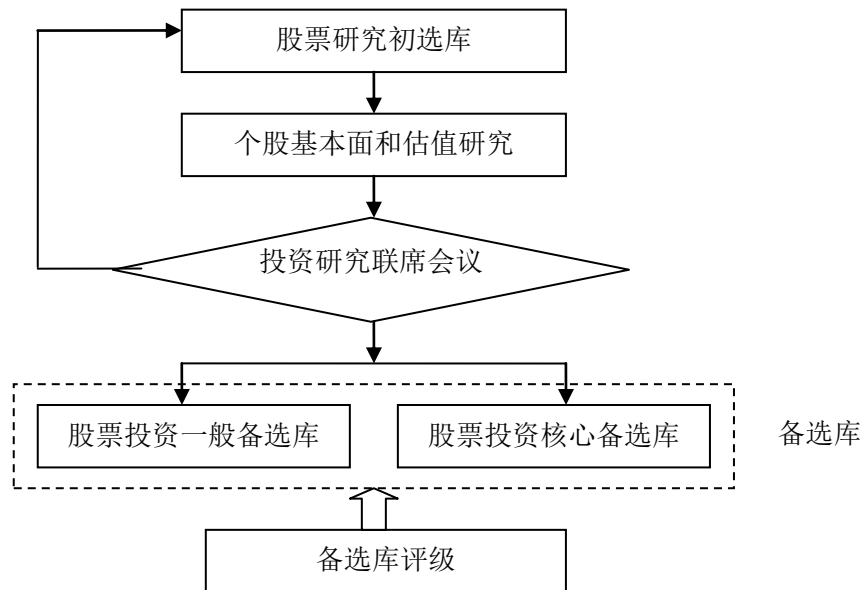 股票研究初选库
个股基本面和估值研究
投资研究联席会议
股票投资一般备选库
股票投资核心备选库
备选库
备选库评级